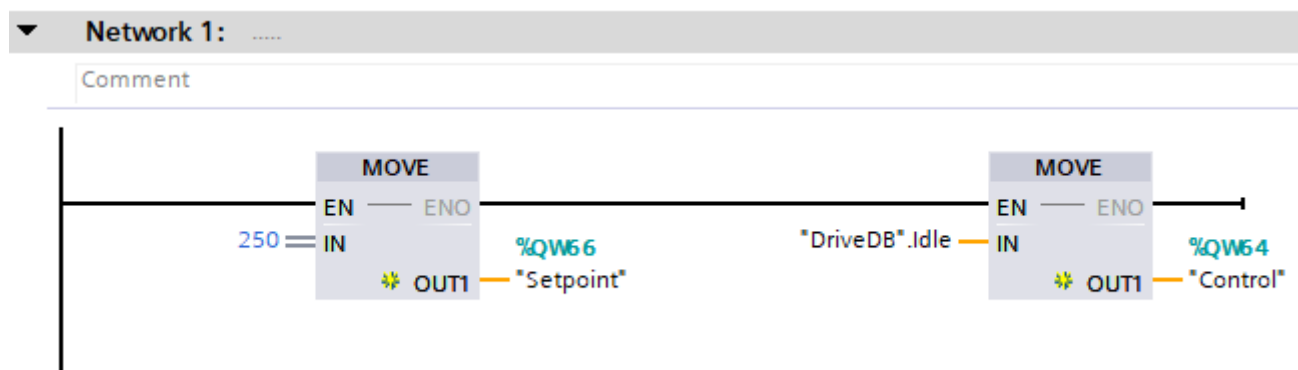 Network 1: .....
Comment
MOVE MOVE
EN ENO EN ENO
250 IN %QW66 "DriveDB".Idle IN %QW64
OUT1 "Setpoint" OUT1 "Control"